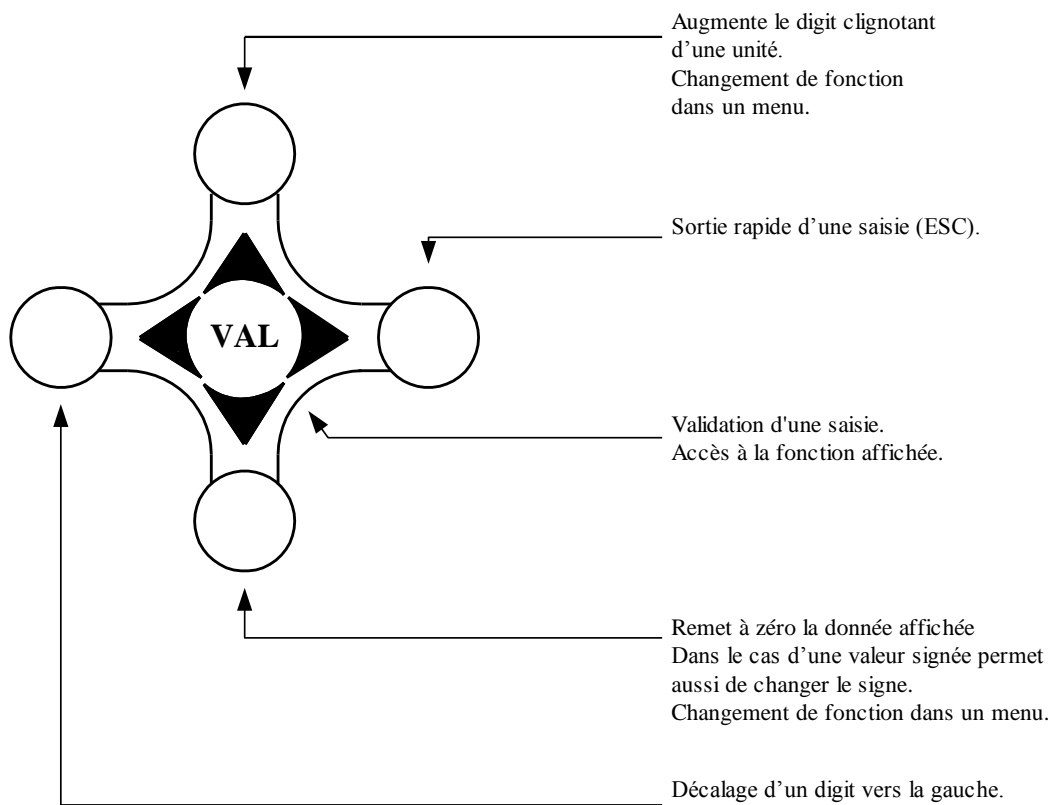 Augmente le digit clignotant
d’une unité.
Changement de fonction
dans un menu.
Sortie rapide d’une saisie (ESC).
VAL
Validation d'une saisie.
Accès à la fonction affichée.
Remet à zéro la donnée affichée
Dans le cas d’une valeur signée permet
aussi de changer le signe.
Changement de fonction dans un menu.
Décalage d’un digit vers la gauche.